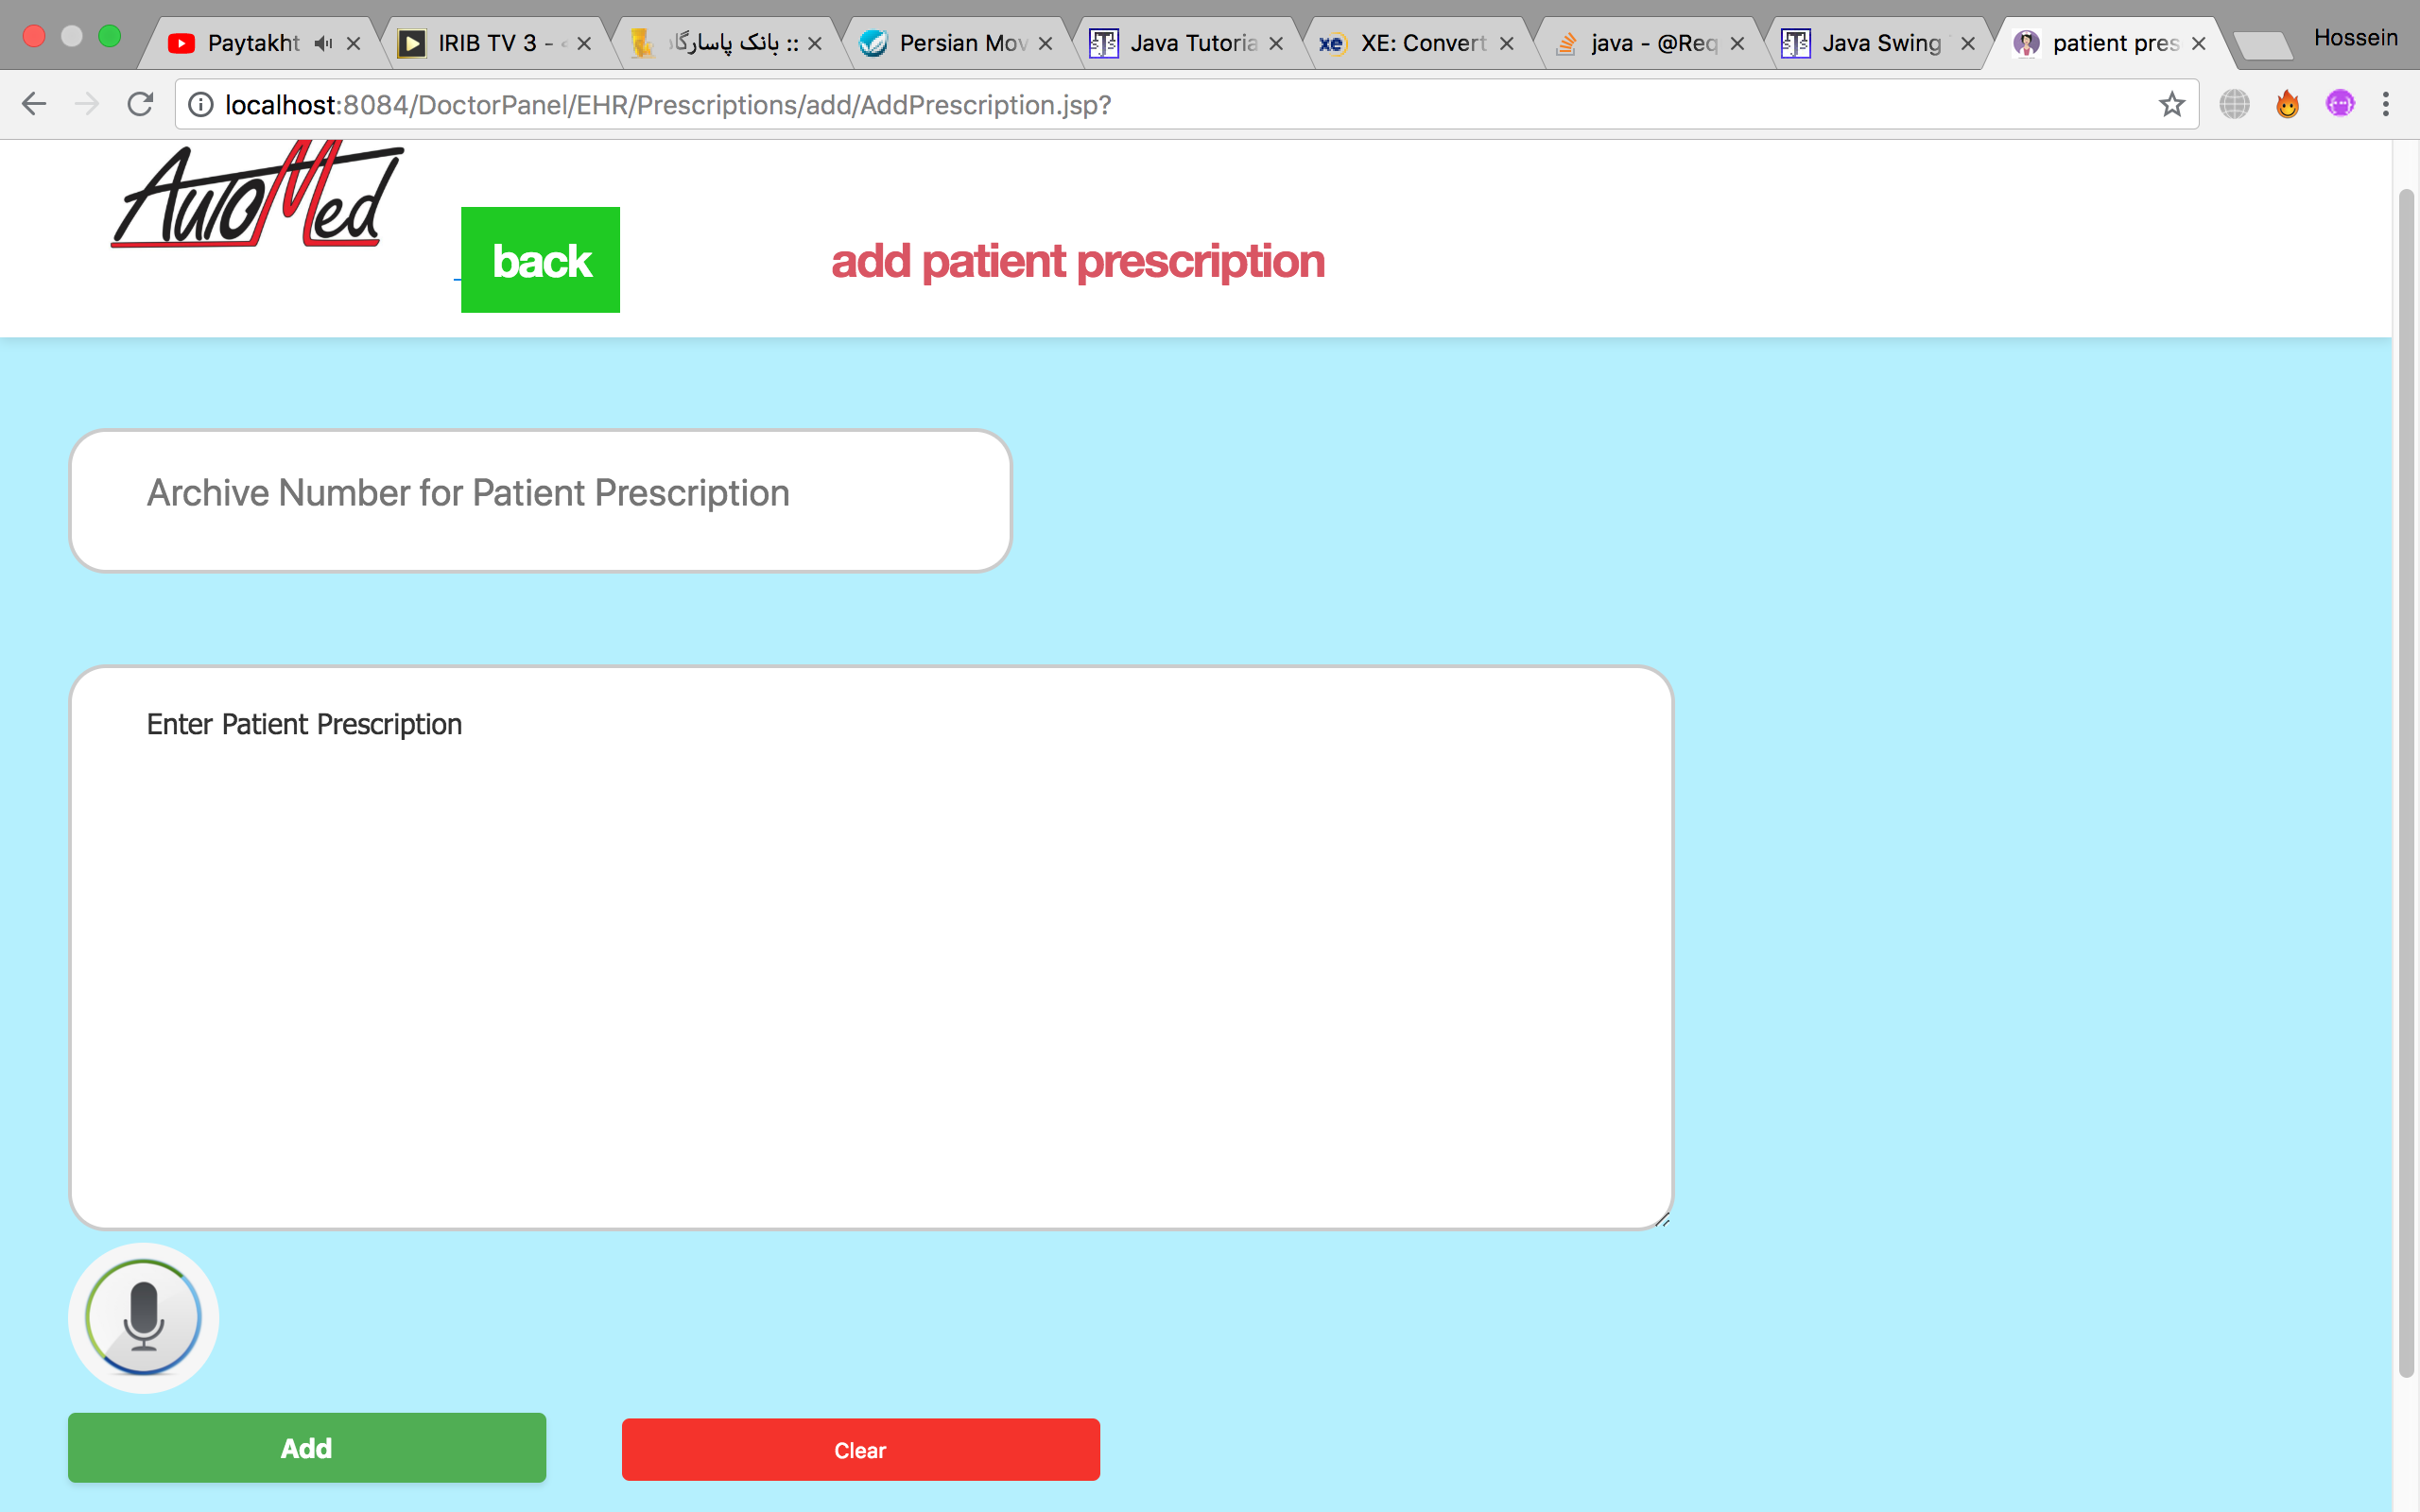 Paytakht
IRIB TV 3 -
بانک پاسارگاد ::
Persian Mov
Java Tutoria
XE: Convert
java - @Req
Java Swing
patient pres
Hossein
localhost:8084/DoctorPanel/EHR/Prescriptions/add/AddPrescription.jsp?
AutoMed
back
add patient prescription
Archive Number for Patient Prescription
Enter Patient Prescription
Add
Clear